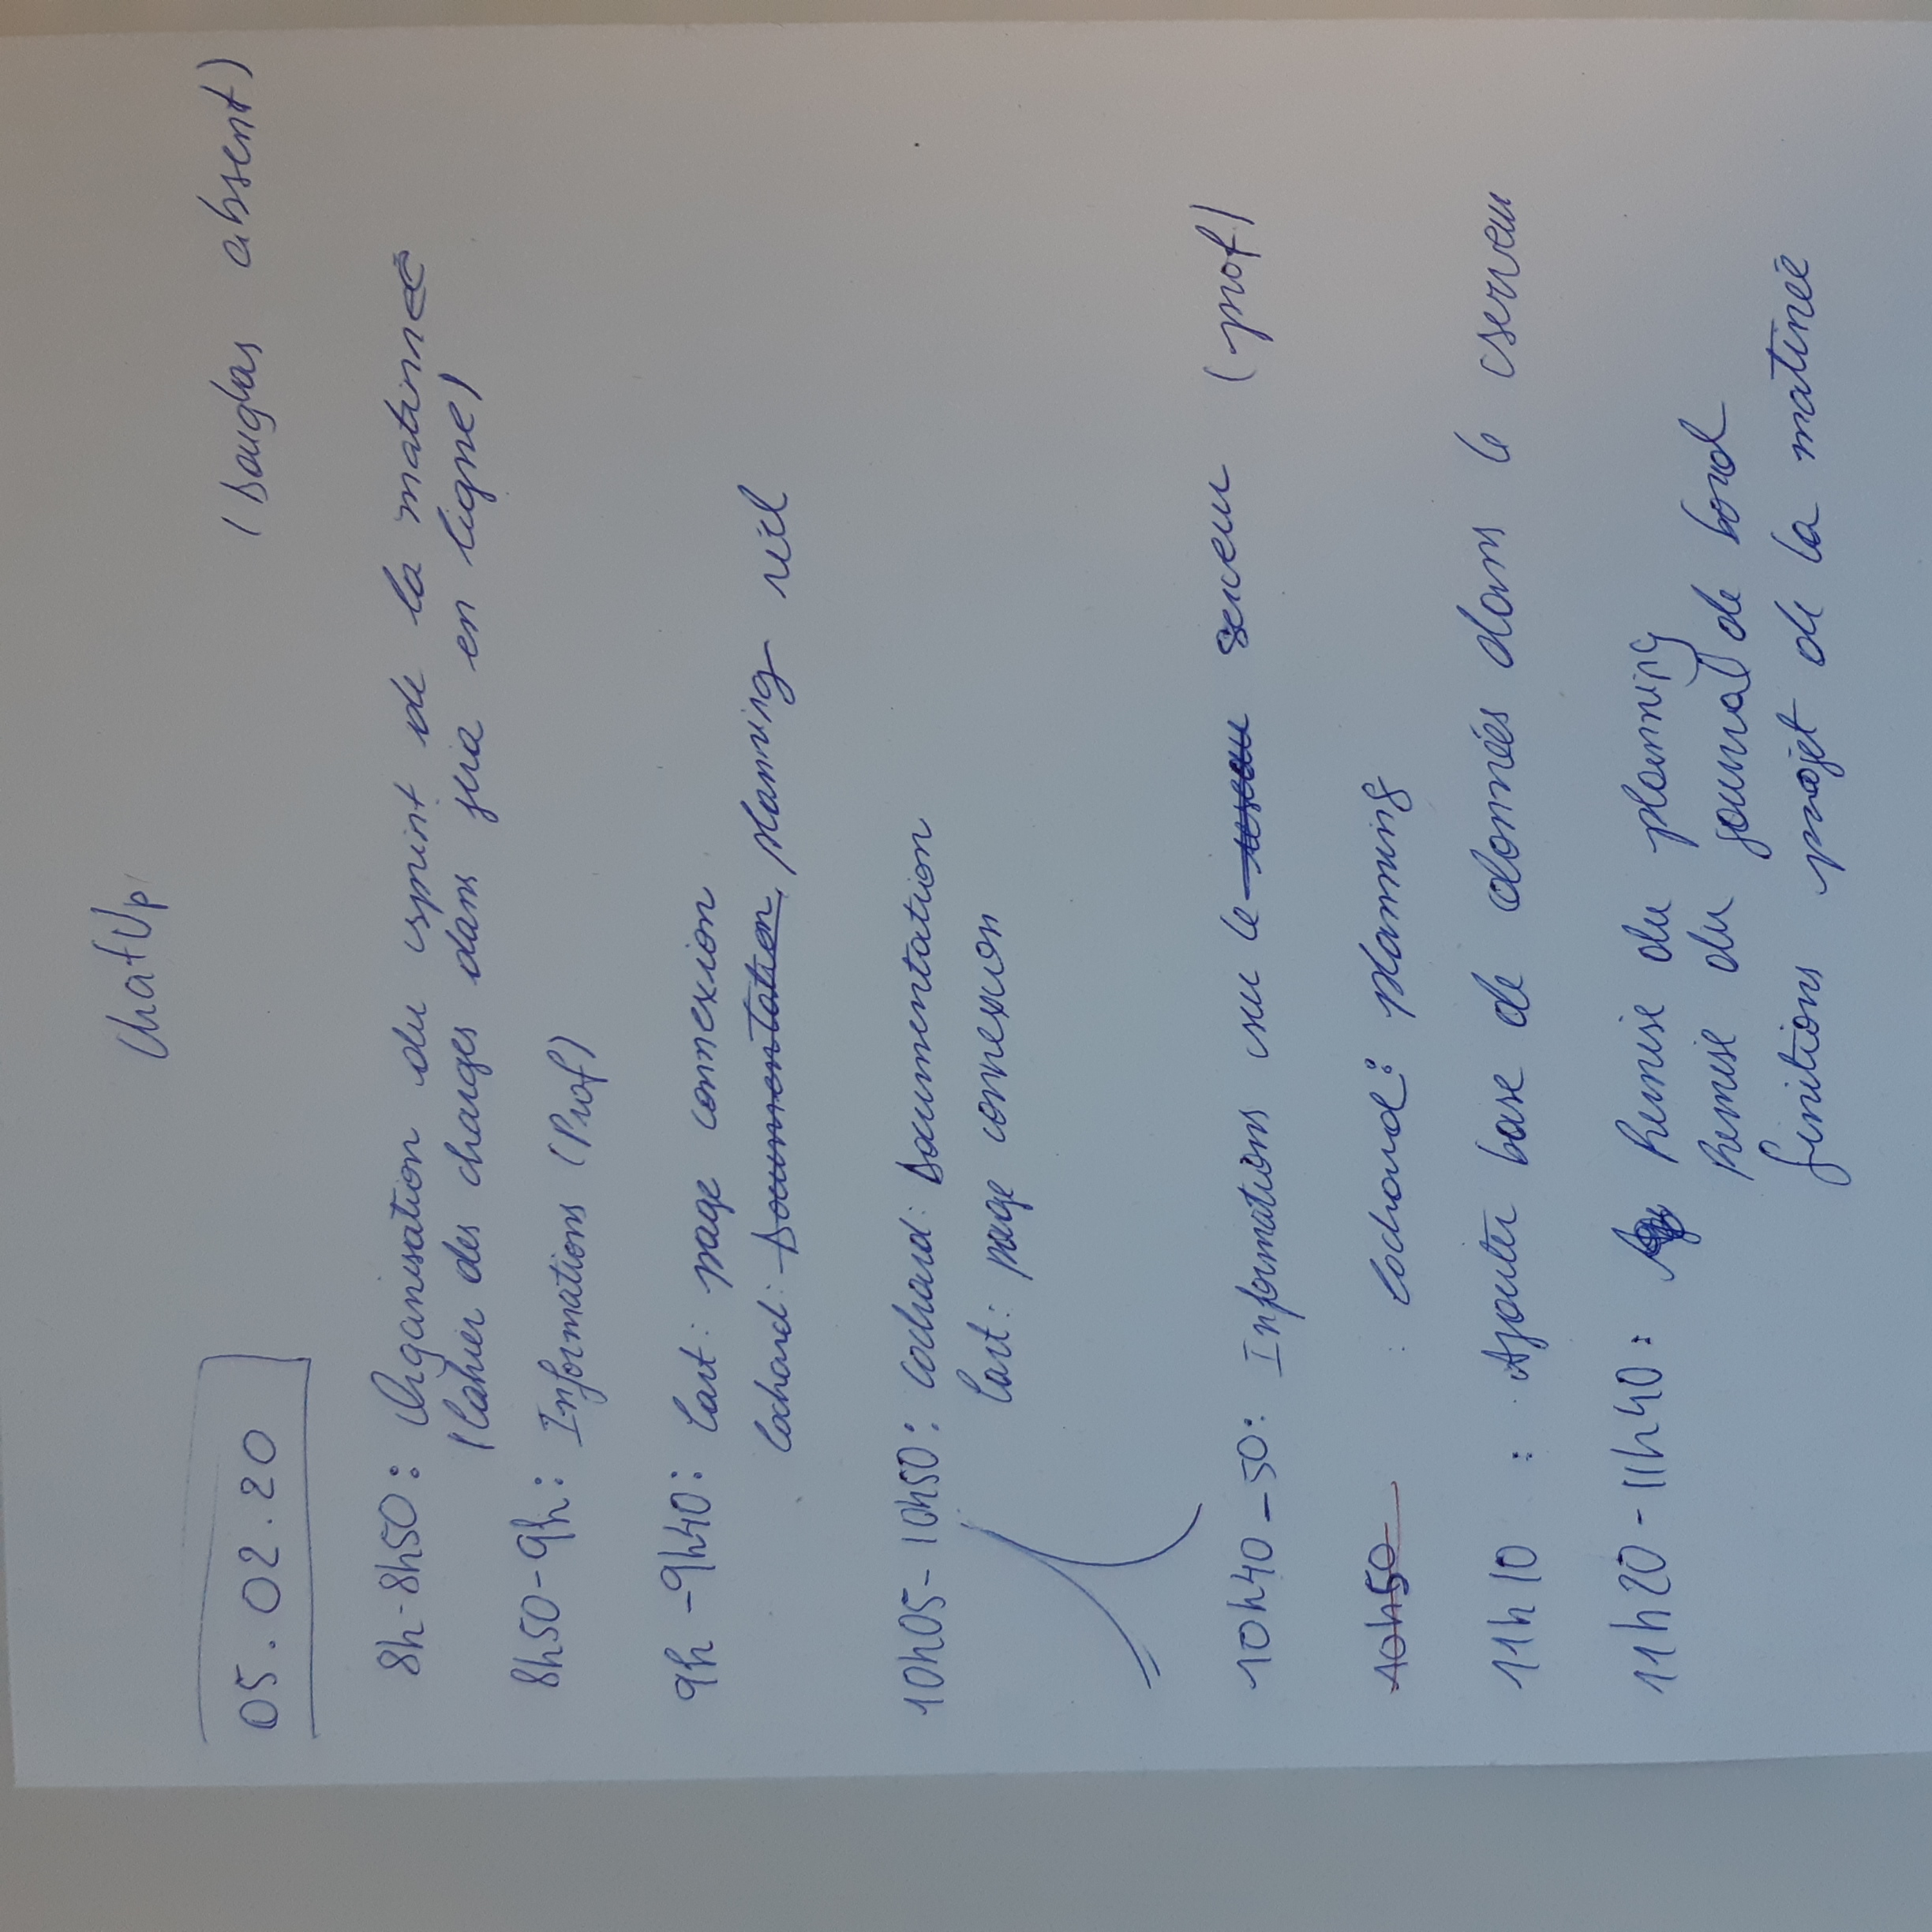 ChatUp
05.02.20
(Douglas absent)
8h-8h50: Organisation du sprint de la matinneé
(Cahier des charges dans jira en ligne)
8h50-9h: Informations (Prof)
9h-9h40: Cart: page connexion
Cochard: Documentation planning réel
10h05-10h50: Cochard: Documentation
Cart: page connexion
10h40-50: Informations sur le reseau serveur (prof)
10h50 : Cochard: planning
11h10 : Ajouter base de données dans le serveur
11h20-11h40: Remise du planning
Remise du journal de bord
finitions projet de la matinée